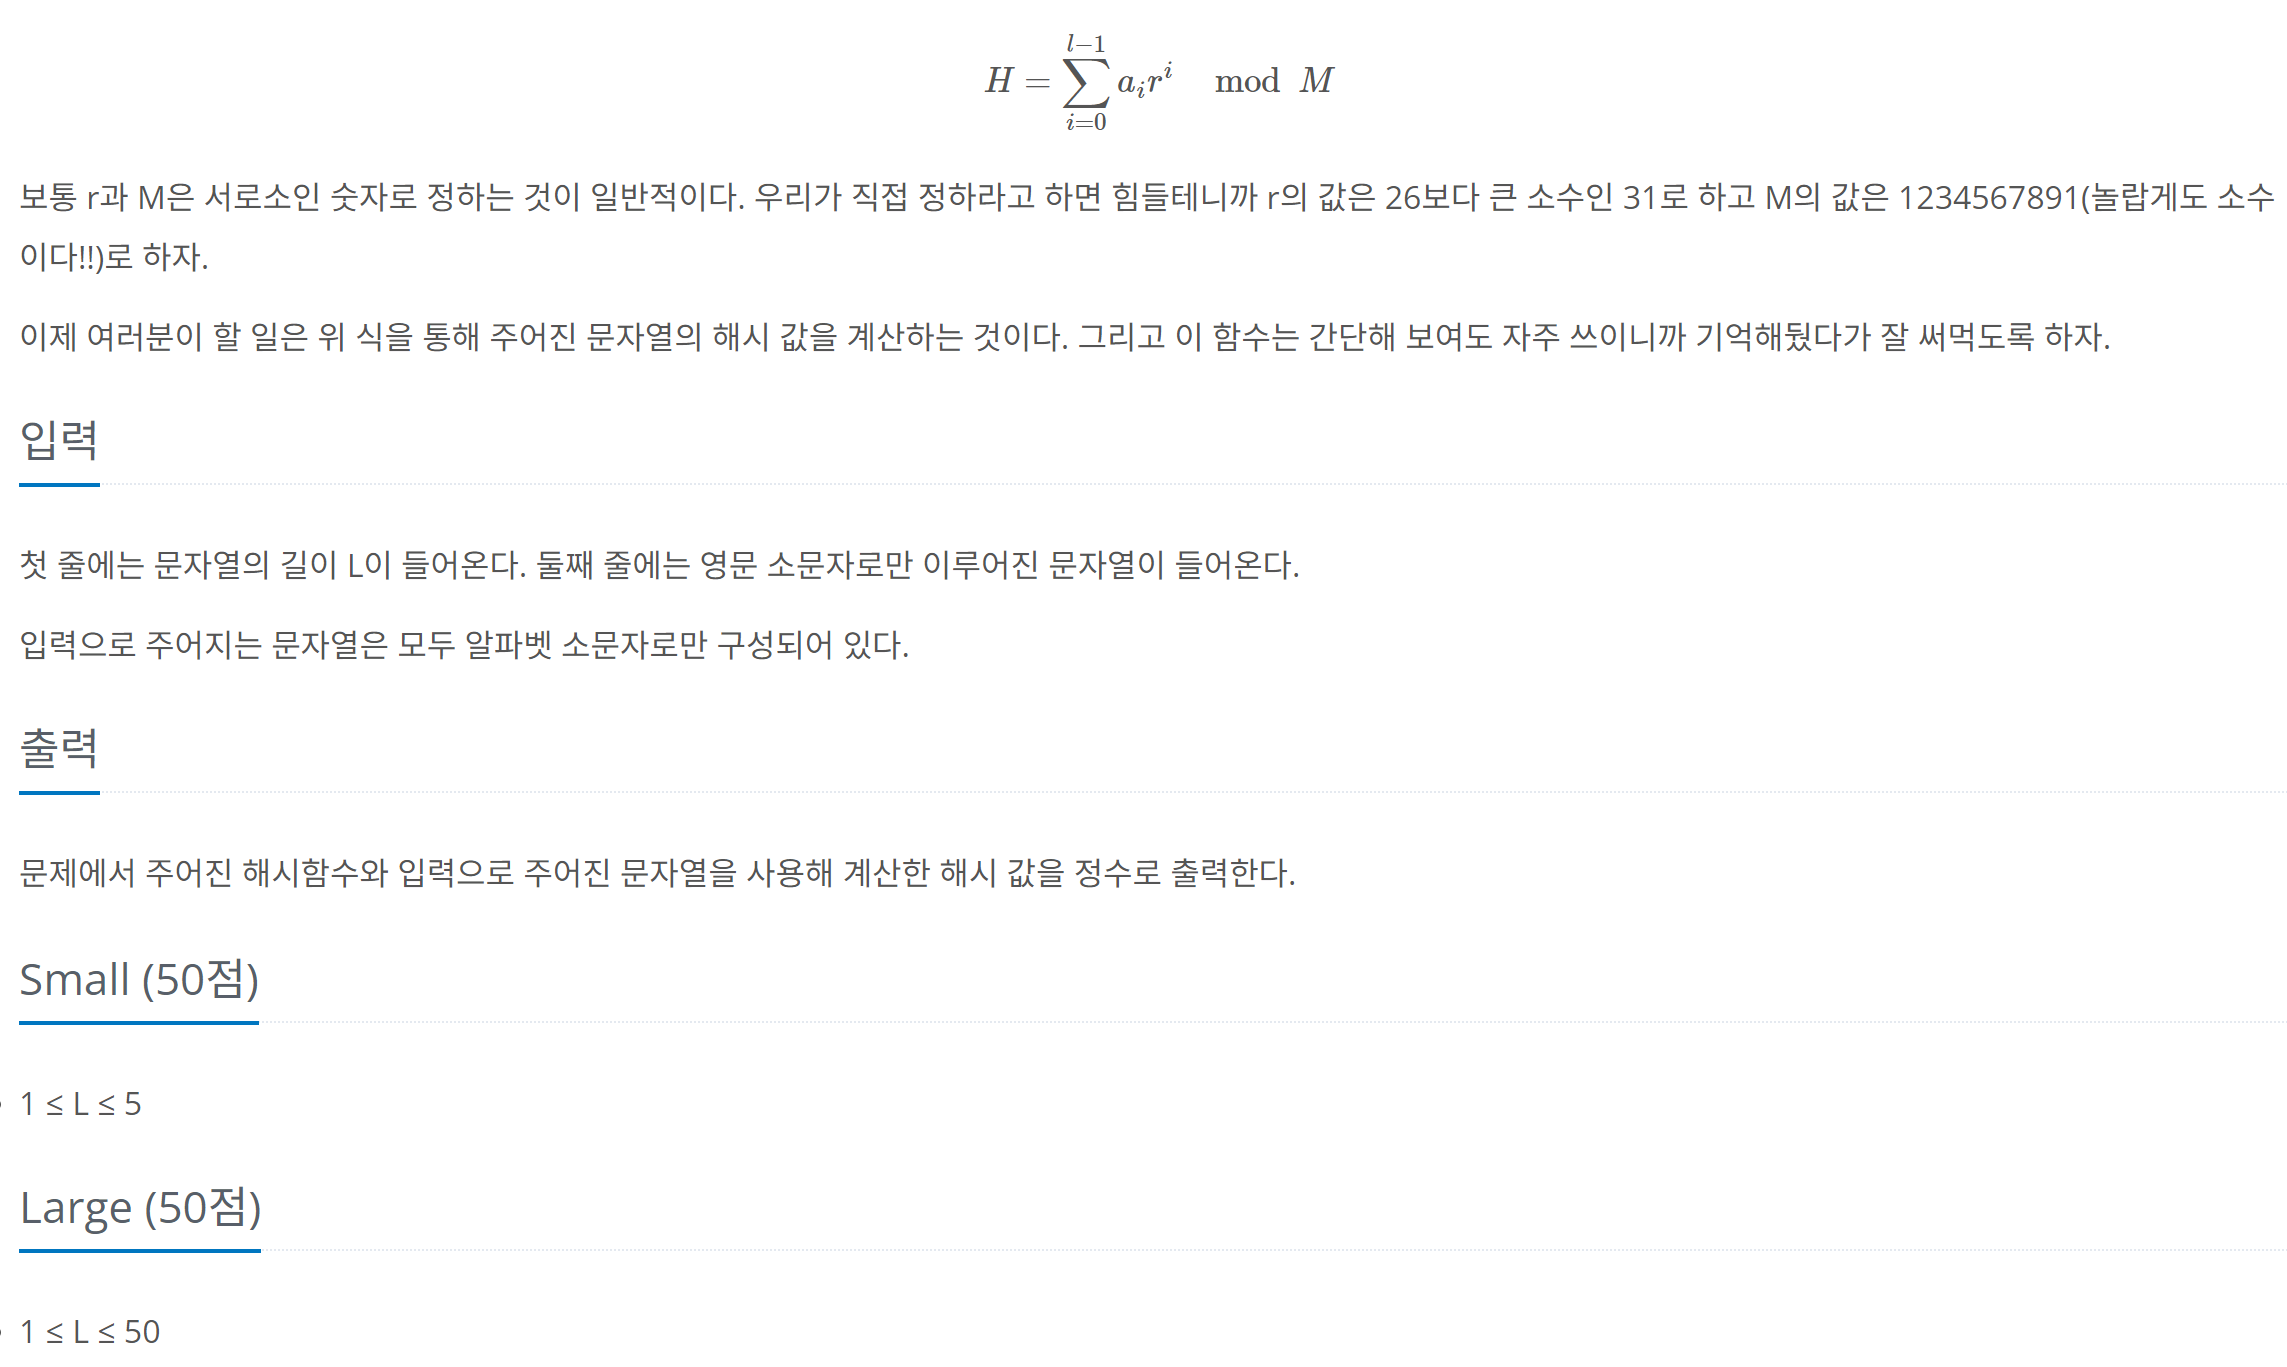 H = \sum_{i=0}^{l-1} a_i r^i \mod M
보통 r과 M은 서로소인 숫자로 정하는 것이 일반적이다. 우리가 직접 정하라고 하면 힘들테니까 r의 값은 26보다 큰 소수인 31로 하고 M의 값은 1234567891(놀랍게도 소수
이다!!)로 하자.
이제 여러분이 할 일은 위 식을 통해 주어진 문자열의 해시 값을 계산하는 것이다. 그리고 이 함수는 간단해 보여도 자주 쓰이니까 기억해뒀다가 잘 써먹도록 하자.
입력
첫 줄에는 문자열의 길이 L이 들어온다. 둘째 줄에는 영문 소문자로만 이루어진 문자열이 들어온다.
입력으로 주어지는 문자열은 모두 알파벳 소문자로만 구성되어 있다.
출력
문제에서 주어진 해시함수와 입력으로 주어진 문자열을 사용해 계산한 해시 값을 정수로 출력한다.
Small (50점)
1 ≤ L ≤ 5
Large (50점)
1 ≤ L ≤ 50